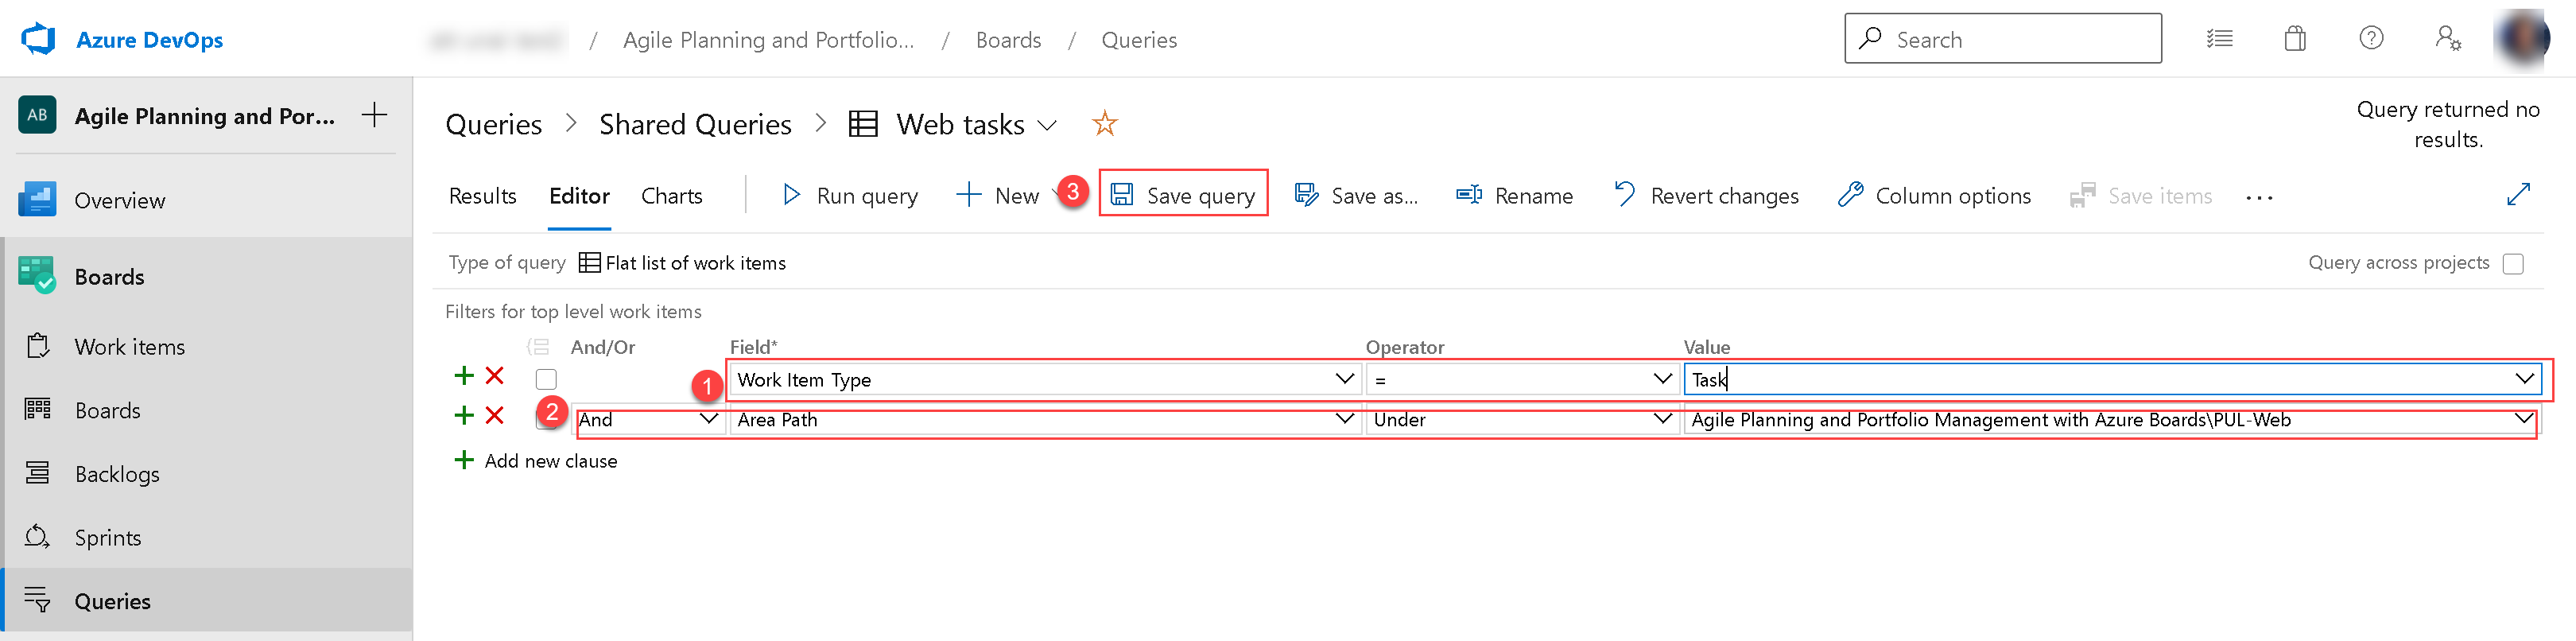 Azure DevOps
/ Agile Planning and Portfolio... / Boards / Queries
Search
AB Agile Planning and Por... +
Overview
Boards
Work items
Boards
Backlogs
Sprints
Queries
Queries > Shared Queries > Web tasks
Query returned no
results.
Results Editor Charts Run query New 3 Save query Save as... Rename Revert changes Column options Save items ...
Type of query Flat list of work items Query across projects
Filters for top level work items
And/Or Field* Operator Value
1 Work Item Type = Task
2 And Area Path Under Agile Planning and Portfolio Management with Azure Boards\PUL-Web
+ Add new clause